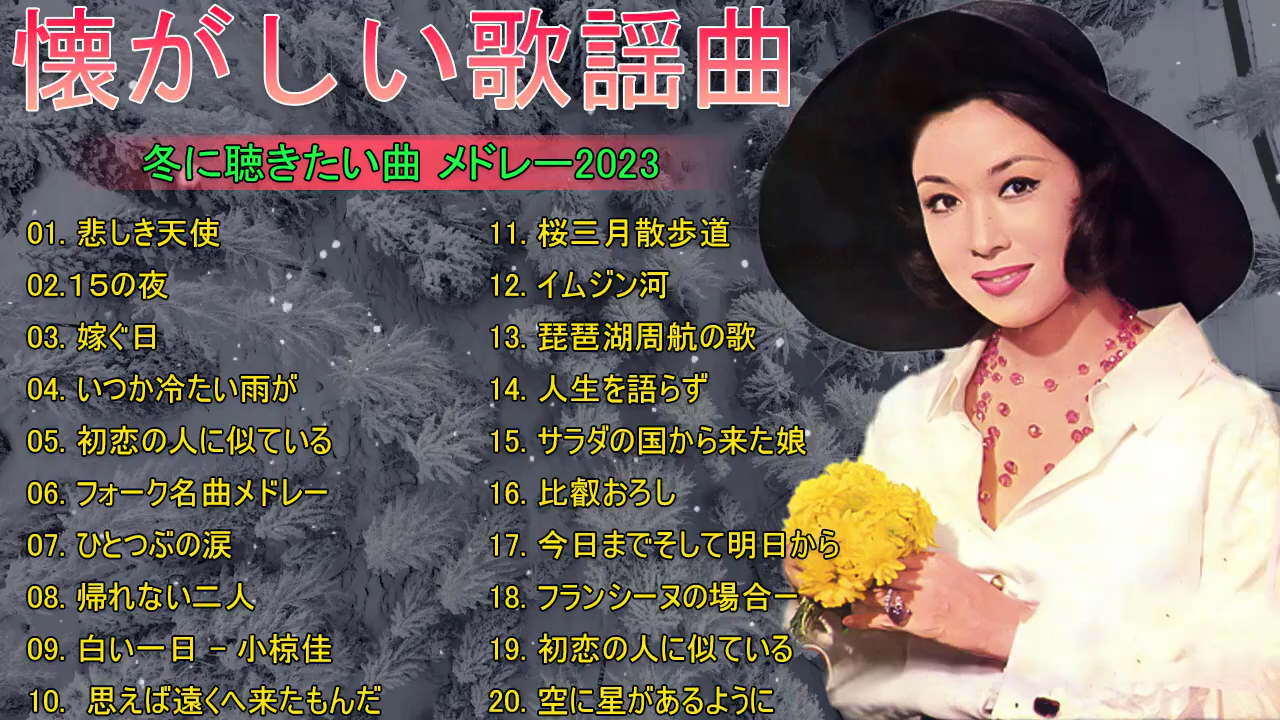 懐がしい歌謡曲
冬に聴きたい曲 メドレー2023
01. 悲しき天使
02.15の夜
03. 嫁ぐ日
04. いつか冷たい雨が
05. 初恋の人に似ている
06. フォーク名曲メドレー
07. ひとつぶの涙
08. 帰れない二人
09. 白い一日 - 小椋佳
10. 思えば遠くへ来たもんだ
11. 桜三月散歩道
12. イムジン河
13. 琵琶湖周航の歌
14. 人生を語らず
15. サラダの国から来た娘
16. 比叡おろし
17. 今日までそして明日から
18. フランシーヌの場合ー
19. 初恋の人に似ている
20. 空に星があるように